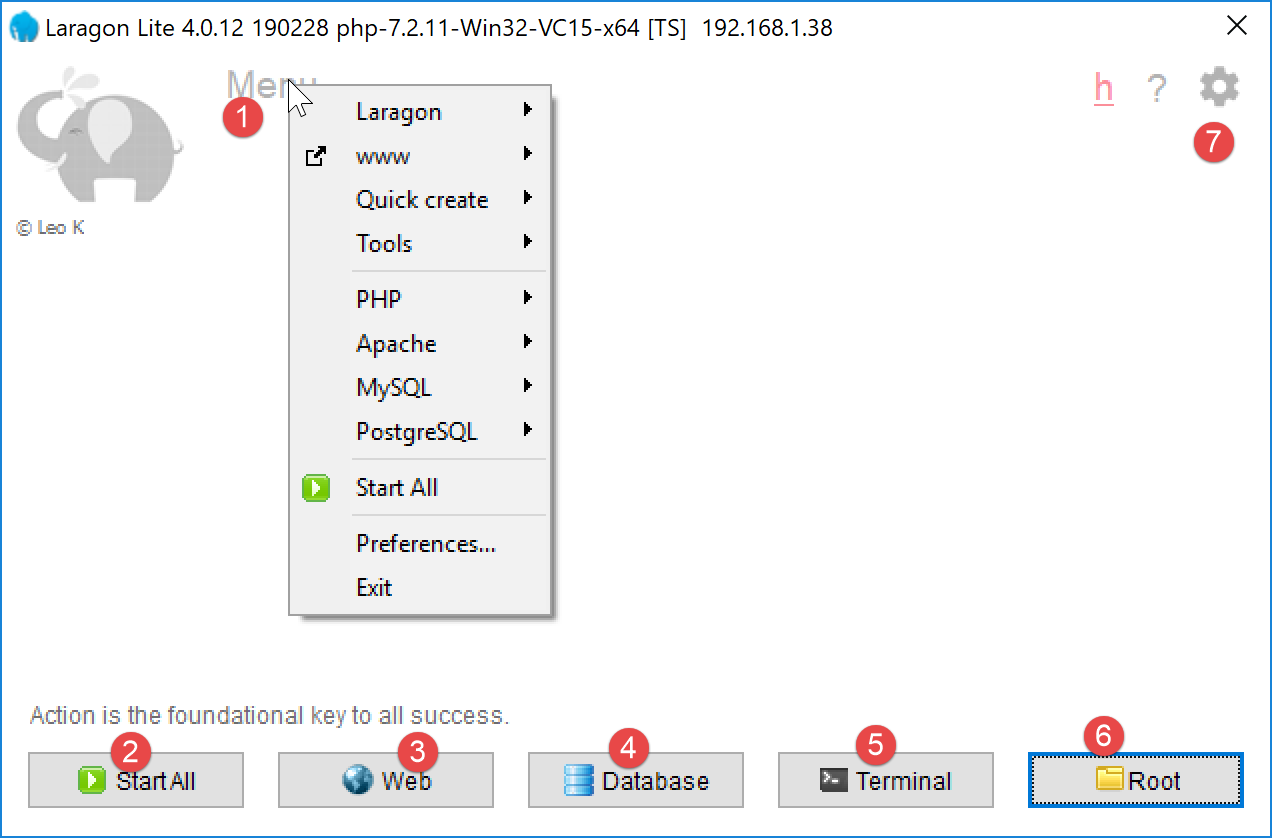 Laragon Lite 4.0.12 190228 php-7.2.11-Win32-VC15-x64 [TS] 192.168.1.38
Menu
h
?
1
7
© Leo K
Laragon
www
Quick create
Tools
PHP
Apache
MySQL
PostgreSQL
Start All
Preferences...
Exit
Action is the foundational key to all success.
2
3
4
5
6
Start All
Web
Database
Terminal
Root